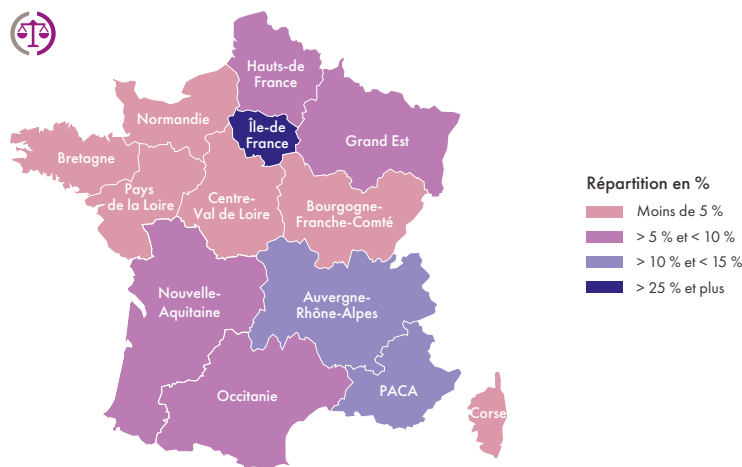 Hauts-de
France
Normandie
Île-de
France
Grand Est
Bretagne
Pays
de la Loire
Centre-
Val de Loire
Bourgogne-
Franche-Comté
Nouvelle-
Aquitaine
Auvergne-
Rhône-Alpes
Occitanie
PACA
Corse
Répartition en %
Moins de 5 %
> 5 % et < 10 %
> 10 % et < 15 %
> 25 % et plus